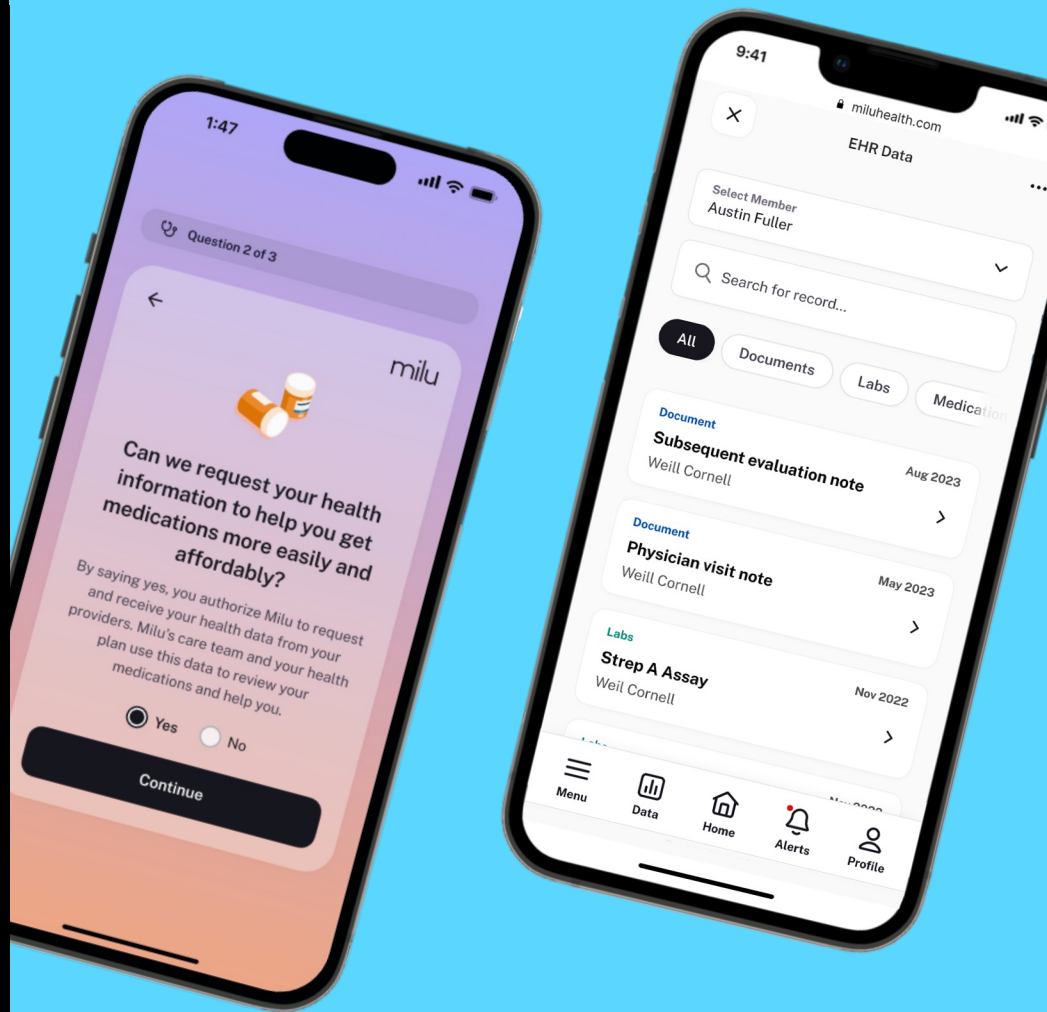 1:47
Question 2 of 3
milu
Can we request your health
information to help you get
medications more easily and
affordably?
By saying yes, you authorize Milu to request
and receive your health data from your
providers. Milu's care team and your health
plan use this data to review your
medications and help you.
Yes No
Continue
9:41
miluhealth.com
EHR Data
Select Member
Austin Fuller
Search for record...
All Documents Labs Medication
Document
Subsequent evaluation note Aug 2023
Weill Cornell
Document
Physician visit note May 2023
Weill Cornell
Labs
Strep A Assay Nov 2022
Weil Cornell
Menu Data Home Alerts Profile